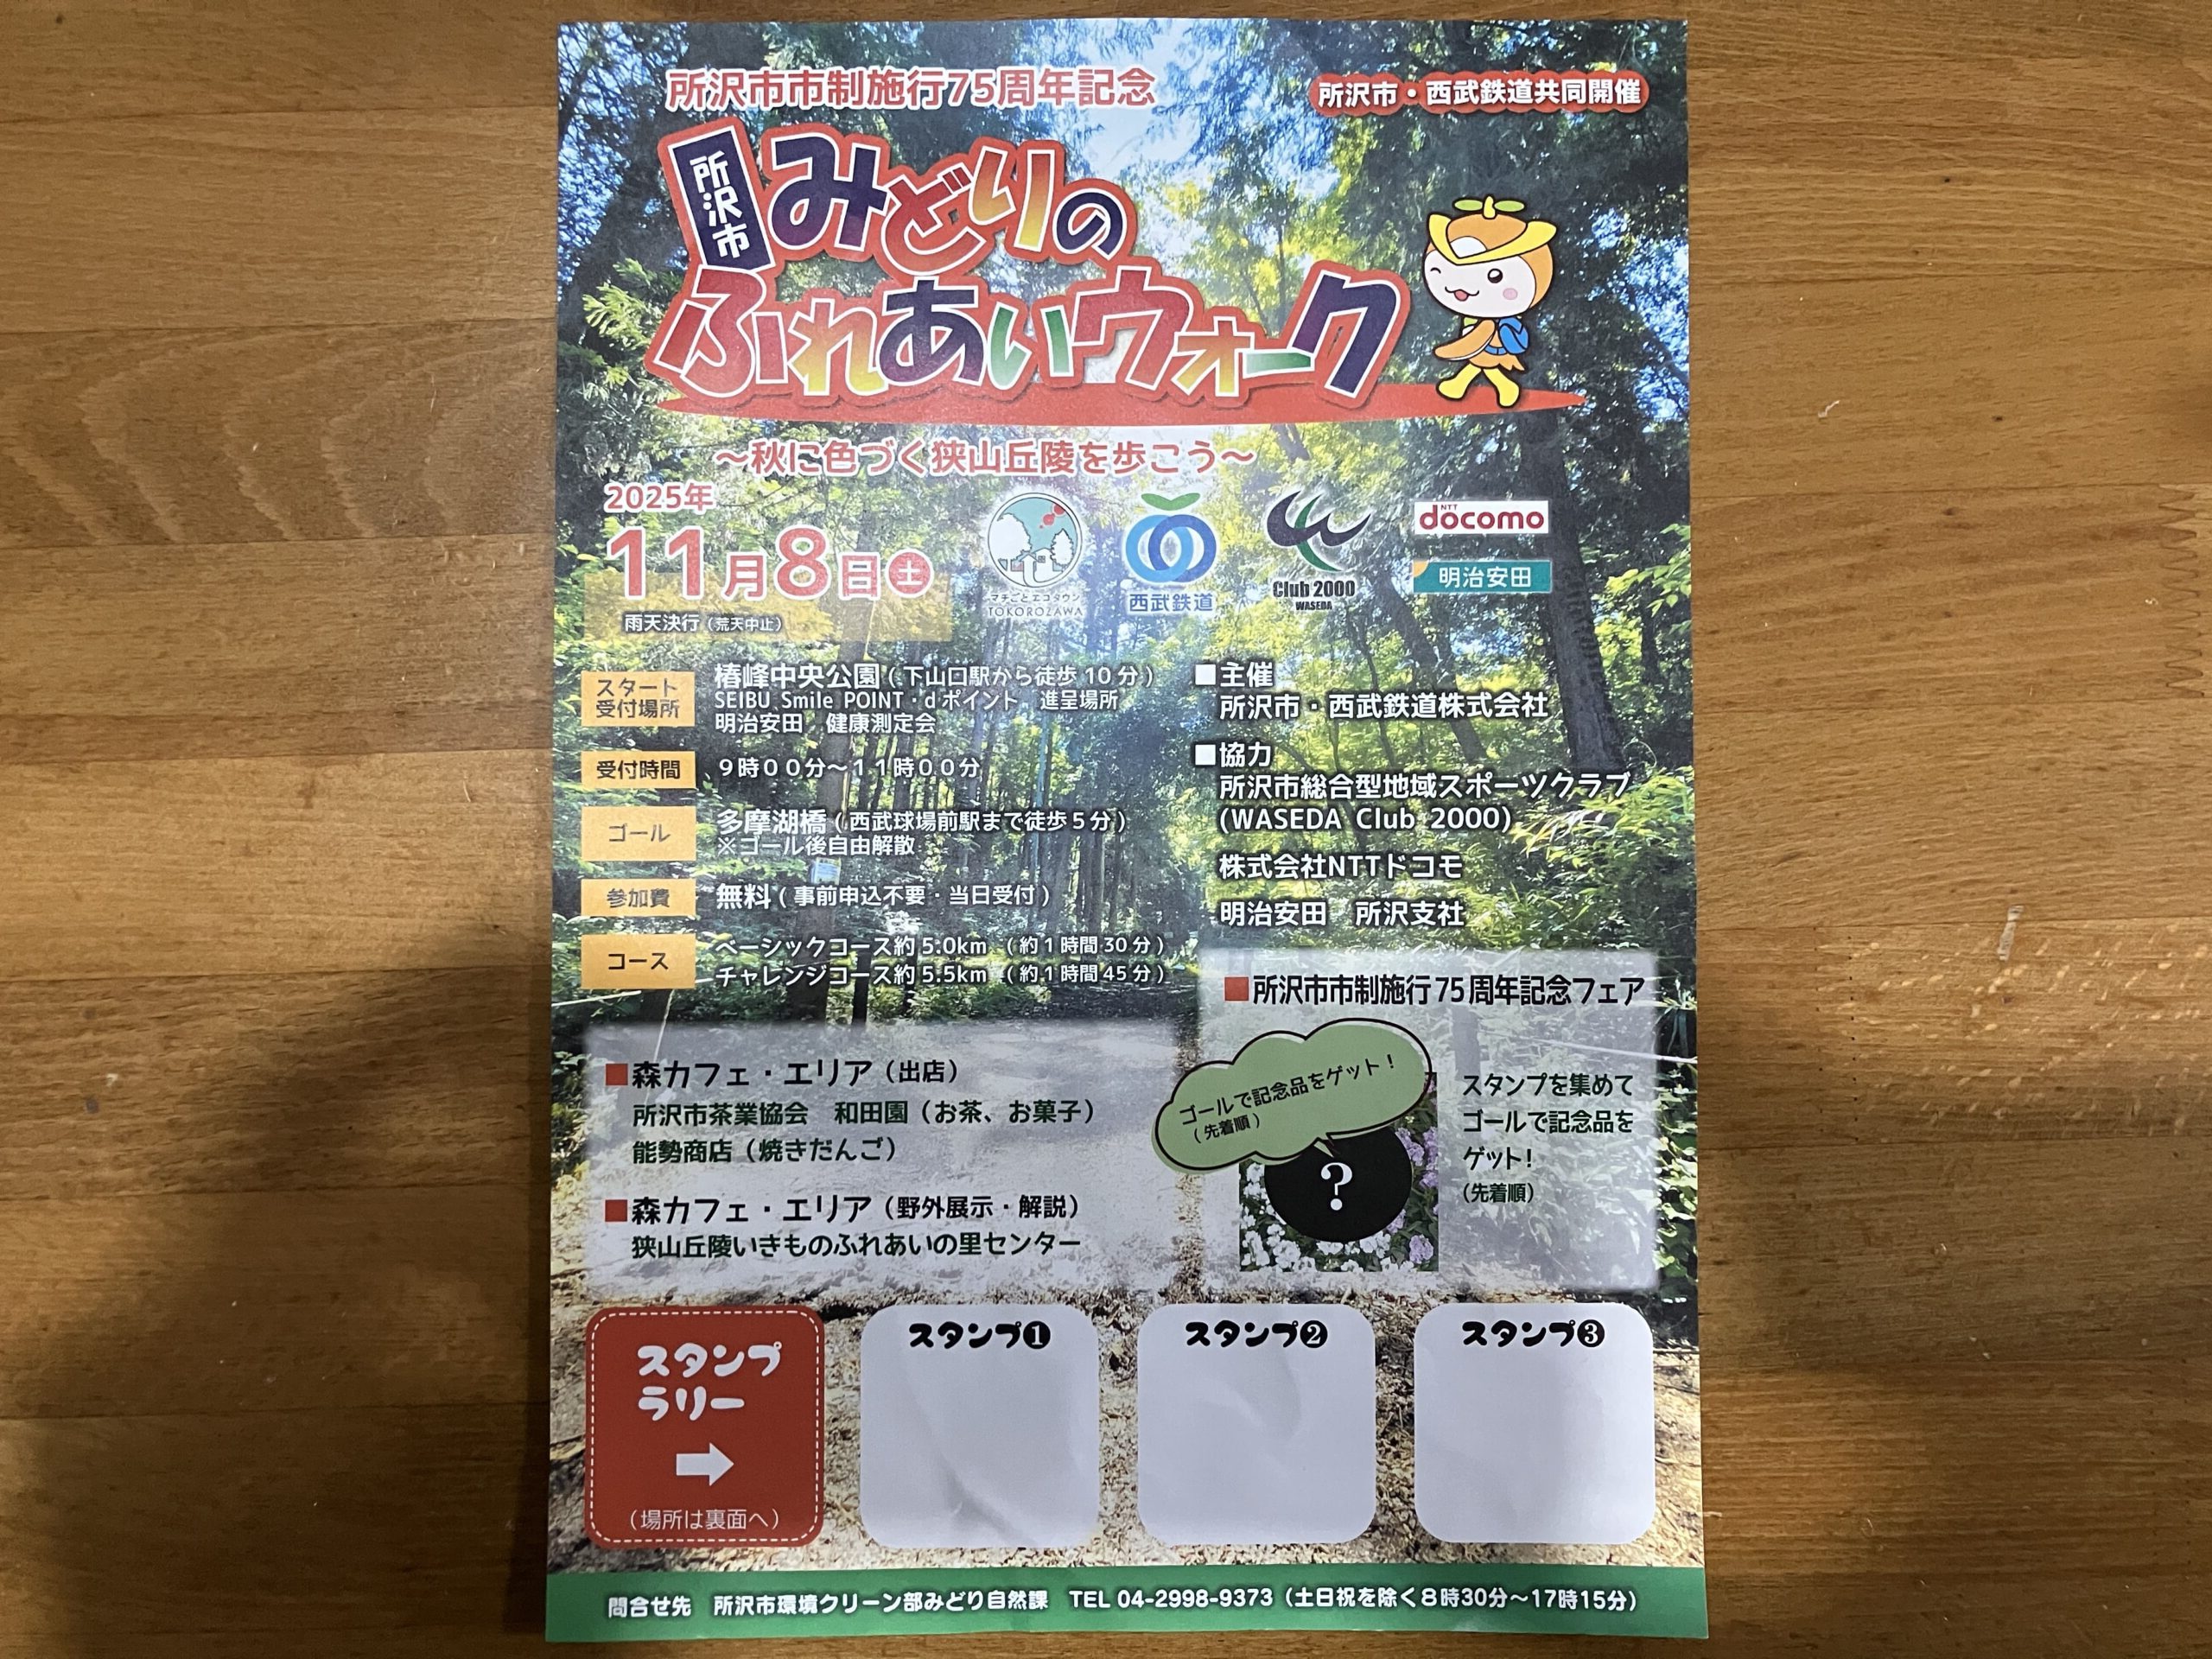 所沢市市制施行75周年記念
所沢市・西武鉄道共同開催
所沢市
みどりの
ふれあいウォーク
～秋に色づく狭山丘陵を歩こう～
2025年
11月8日土
雨天決行（荒天中止）
マチごとエコタウン
TOKOROZAWA
西武鉄道
Club 2000
WASEDA
NTT
döcomo
明治安田
スタート
受付場所
椿峰中央公園（下山口駅から徒歩10分）
SEIBU Smile POINT・dポイント　進呈場所
明治安田　健康測定会
受付時間
９時００分～１１時００分
ゴール
多摩湖橋（西武球場前駅まで徒歩５分）
※ゴール後自由解散
参加費
無料（事前申込不要・当日受付）
コース
ベーシックコース約5.0km （約１時間30分）
チャレンジコース約5.5km （約１時間45分）
■主催
所沢市・西武鉄道株式会社
■協力
所沢市総合型地域スポーツクラブ
(WASEDA Club 2000)
株式会社NTTドコモ
明治安田　所沢支社
■所沢市市制施行75周年記念フェア
ゴールで記念品をゲット！
（先着順）
?
スタンプを集めて
ゴールで記念品を
ゲット！
（先着順）
■森カフェ・エリア（出店）
所沢市茶業協会　和田園（お茶、お菓子）
能勢商店（焼きだんご）
■森カフェ・エリア（野外展示・解説）
狭山丘陵いきものふれあいの里センター
スタンプ
ラリー
➡
（場所は裏面へ）
スタンプ❶
スタンプ❷
スタンプ❸
問合せ先　所沢市環境クリーン部みどり自然課　TEL 04-2998-9373（土日祝を除く８時30分～17時15分）